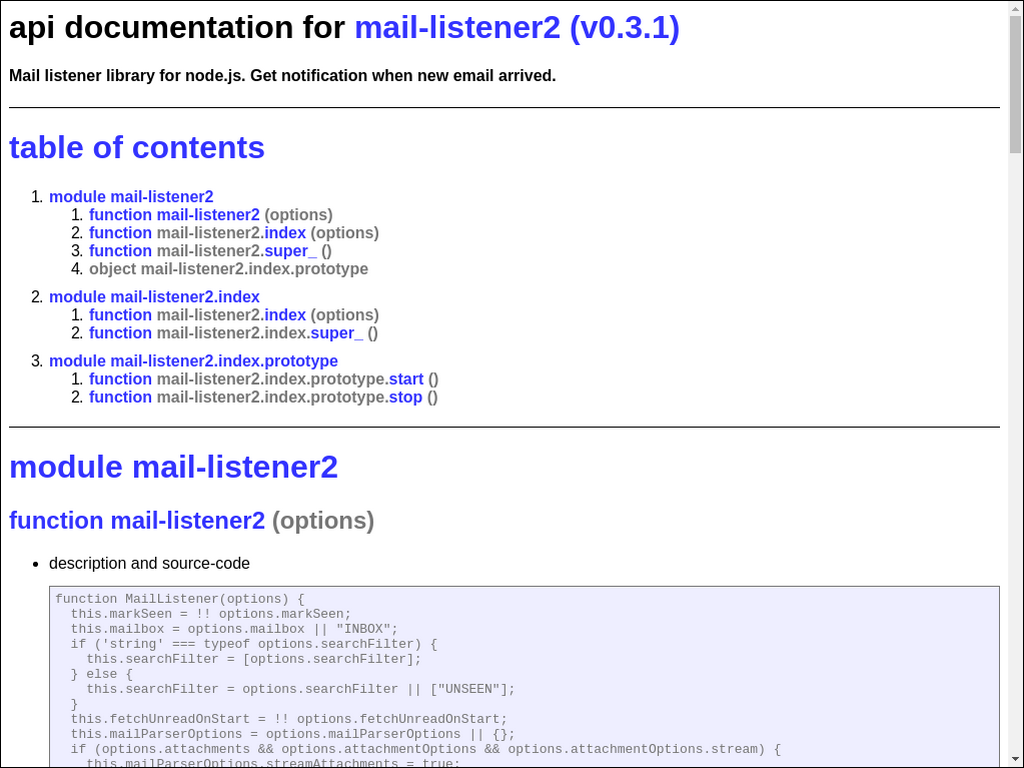 api documentation for mail-listener2 (v0.3.1)
Mail listener library for node.js. Get notification when new email arrived.
table of contents
1. module mail-listener2
1. function mail-listener2 (options)
2. function mail-listener2.index (options)
3. function mail-listener2.super_ ()
4. object mail-listener2.index.prototype
2. module mail-listener2.index
1. function mail-listener2.index (options)
2. function mail-listener2.index.super_ ()
3. module mail-listener2.index.prototype
1. function mail-listener2.index.prototype.start ()
2. function mail-listener2.index.prototype.stop ()
module mail-listener2
function mail-listener2 (options)
• description and source-code
function MailListener(options) {
  this.markSeen = !! options.markSeen;
  this.mailbox = options.mailbox || "INBOX";
  if ('string' === typeof options.searchFilter) {
    this.searchFilter = [options.searchFilter];
  } else {
    this.searchFilter = options.searchFilter || ["UNSEEN"];
  }
  this.fetchUnreadOnStart = !! options.fetchUnreadOnStart;
  this.mailParserOptions = options.mailParserOptions || {};
  if (options.attachments && options.attachmentOptions && options.attachmentOptions.stream) {
    this.mailParserOptions.streamAttachments = true;